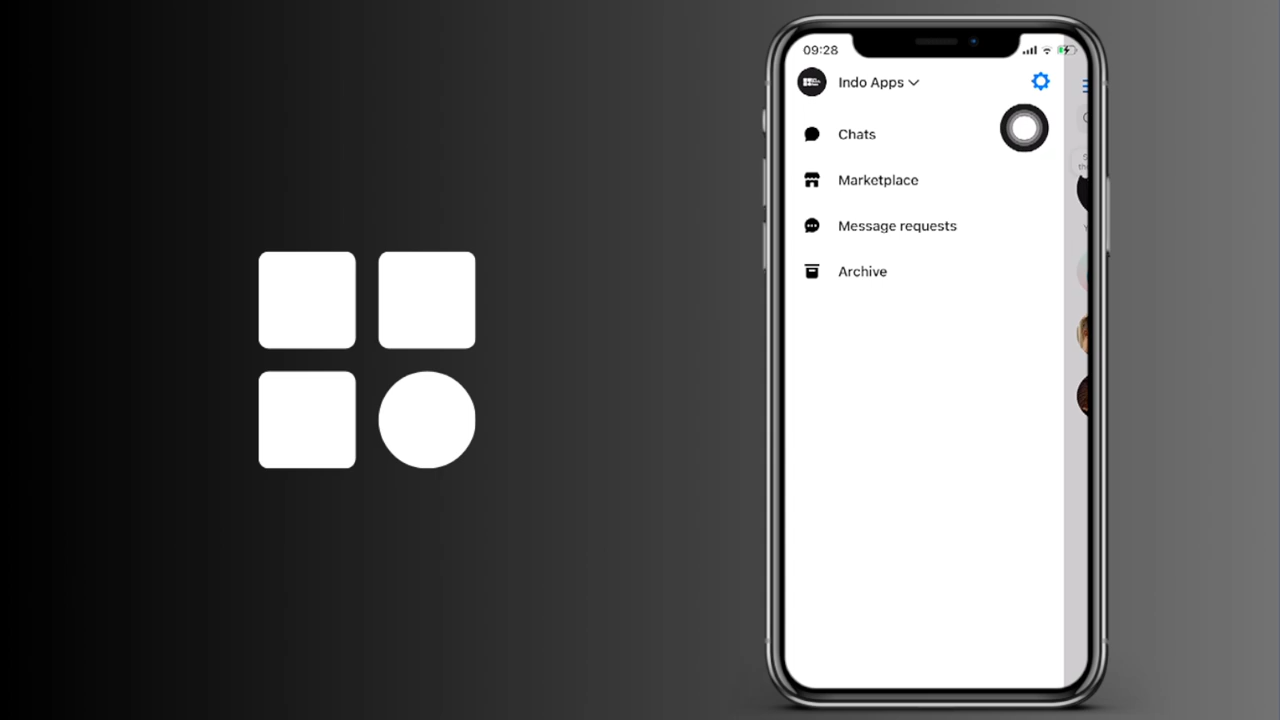 09:28
Indo Apps
Chats
Marketplace
Message requests
Archive